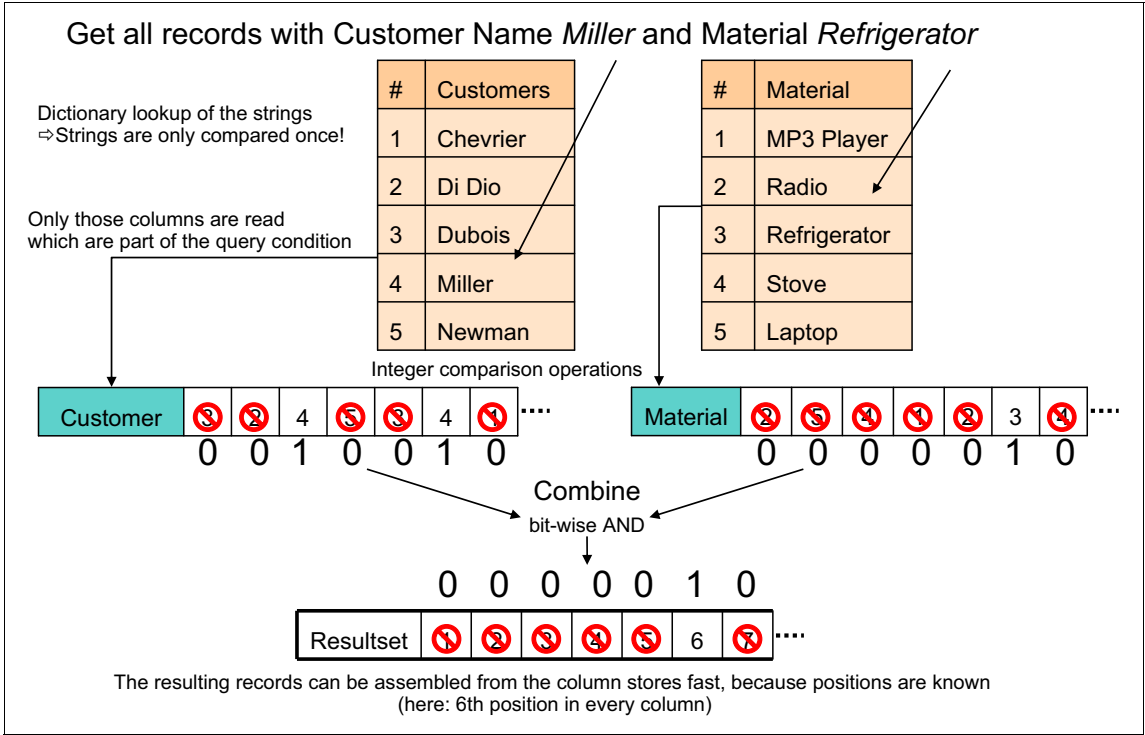 Get all records with Customer Name Miller and Material Refrigerator
Dictionary lookup of the strings
⇨Strings are only compared once!
Only those columns are read
which are part of the query condition
# Customers
1 Chevrier
2 Di Dio
3 Dubois
4 Miller
5 Newman
# Material
1 MP3 Player
2 Radio
3 Refrigerator
4 Stove
5 Laptop
Integer comparison operations
Customer 3 2 4 5 3 4 1 ....
0 0 1 0 0 1 0
Material 2 5 4 1 2 3 4 ....
0 0 0 0 0 1 0
Combine
bit-wise AND
0 0 0 0 0 1 0
Resultset 1 2 3 4 5 6 7 ....
The resulting records can be assembled from the column stores fast, because positions are known
(here: 6th position in every column)